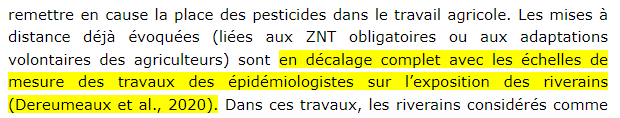 remettre en cause la place des pesticides dans le travail agricole. Les mises à
distance déjà évoquées (liées aux ZNT obligatoires ou aux adaptations
volontaires des agriculteurs) sont en décalage complet avec les échelles de
mesure des travaux des épidémiologistes sur l’exposition des riverains
(Dereumeaux et al., 2020). Dans ces travaux, les riverains considérés comme